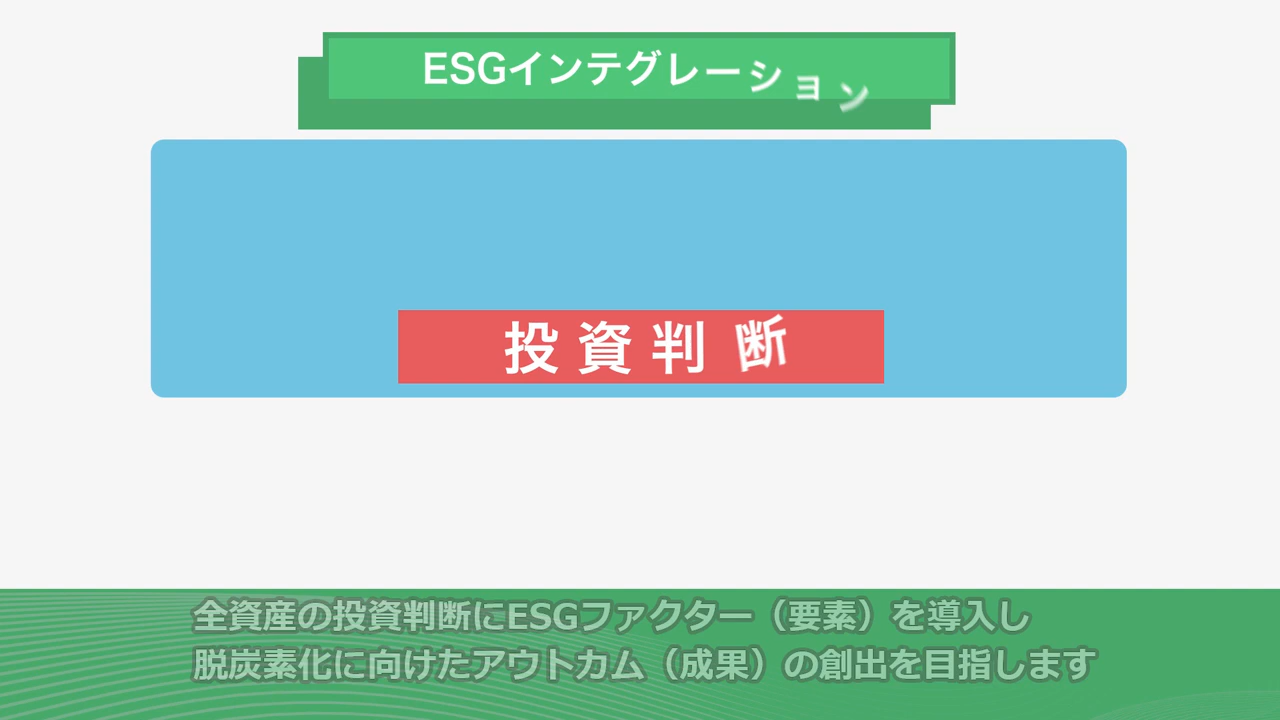 ESGインテグレーション
投資判断
全資産の投資判断にESGファクター（要素）を導入し
脱炭素化に向けたアウトカム（成果）の創出を目指します